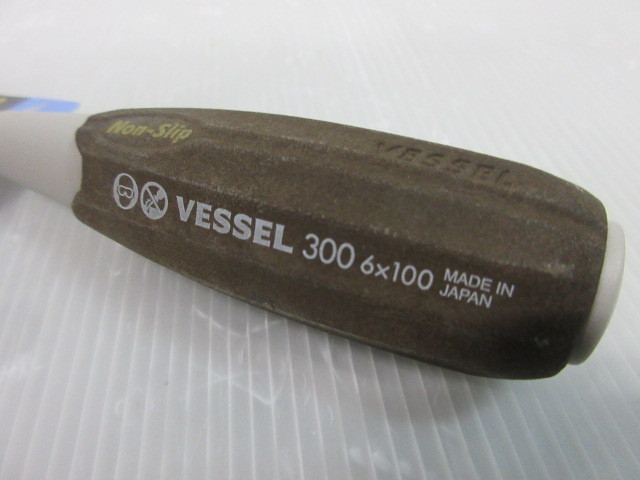 Non-Slip
VESSEL
VESSEL 300 6×100 MADE IN
JAPAN